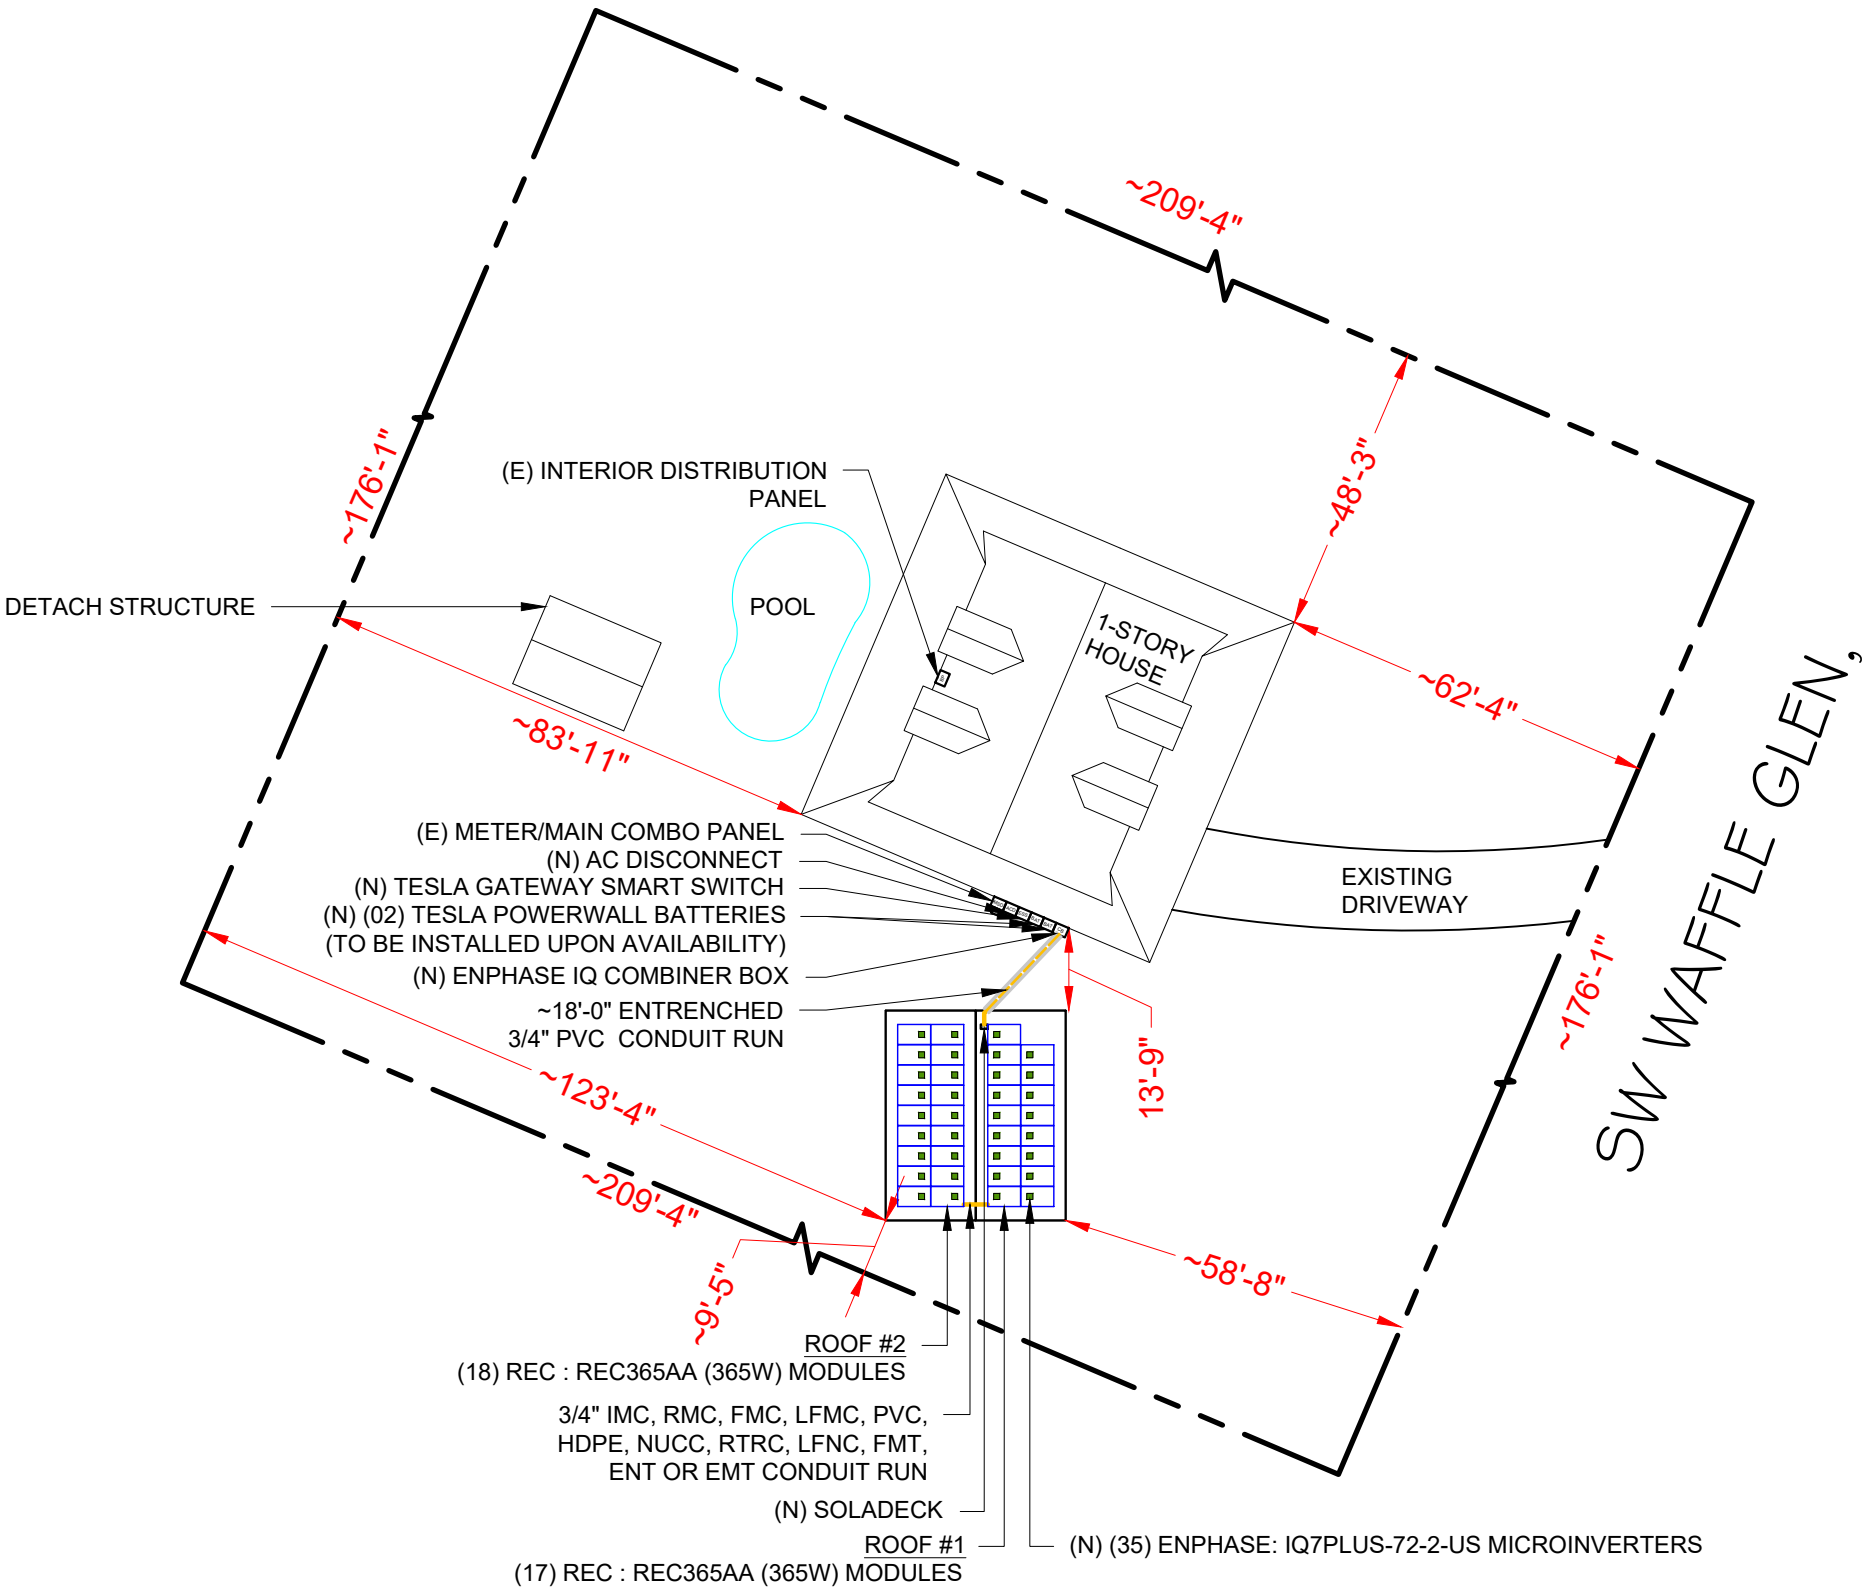 ~209'-4"
~48'-3"
~176'-1"
(E) INTERIOR DISTRIBUTION
PANEL
DETACH STRUCTURE
POOL
1-STORY
HOUSE
~62'-4"
~83'-11"
SW WAFFLE GLEN,
(E) METER/MAIN COMBO PANEL
(N) AC DISCONNECT
(N) TESLA GATEWAY SMART SWITCH
(N) (02) TESLA POWERWALL BATTERIES
(TO BE INSTALLED UPON AVAILABILITY)
(N) ENPHASE IQ COMBINER BOX
~18'-0" ENTRENCHED
3/4" PVC CONDUIT RUN
EXISTING
DRIVEWAY
~176'-1"
13'-9"
~123'-4"
~209'-4"
~58'-8"
~9'-5"
ROOF #2
(18) REC : REC365AA (365W) MODULES
3/4" IMC, RMC, FMC, LFMC, PVC,
HDPE, NUCC, RTRC, LFNC, FMT,
ENT OR EMT CONDUIT RUN
(N) SOLADECK
ROOF #1
(17) REC : REC365AA (365W) MODULES
(N) (35) ENPHASE: IQ7PLUS-72-2-US MICROINVERTERS